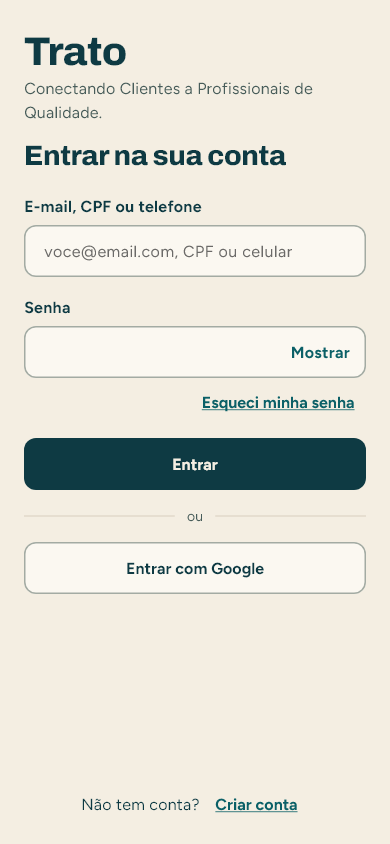 Trato
Conectando Clientes a Profissionais de
Qualidade.
Entrar na sua conta
E-mail, CPF ou telefone
voce@email.com, CPF ou celular
Senha
Mostrar
Esqueci minha senha
Entrar
ou
Entrar com Google
Não tem conta? Criar conta